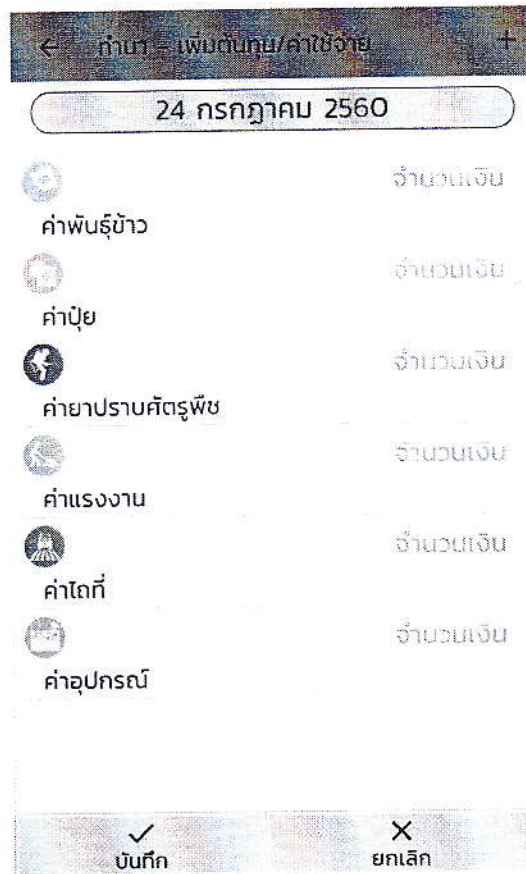 ทำนา - เพิ่มต้นทุน/ค่าใช้จ่าย
24 กรกฎาคม 2560
จำนวนเงิน
ค่าพันธุ์ข้าว
จำนวนเงิน
ค่าปุ๋ย
จำนวนเงิน
ค่ายาปราบศัตรูพืช
จำนวนเงิน
ค่าแรงงาน
จำนวนเงิน
ค่าไถที่
จำนวนเงิน
ค่าอุปกรณ์
บันทึก ยกเลิก